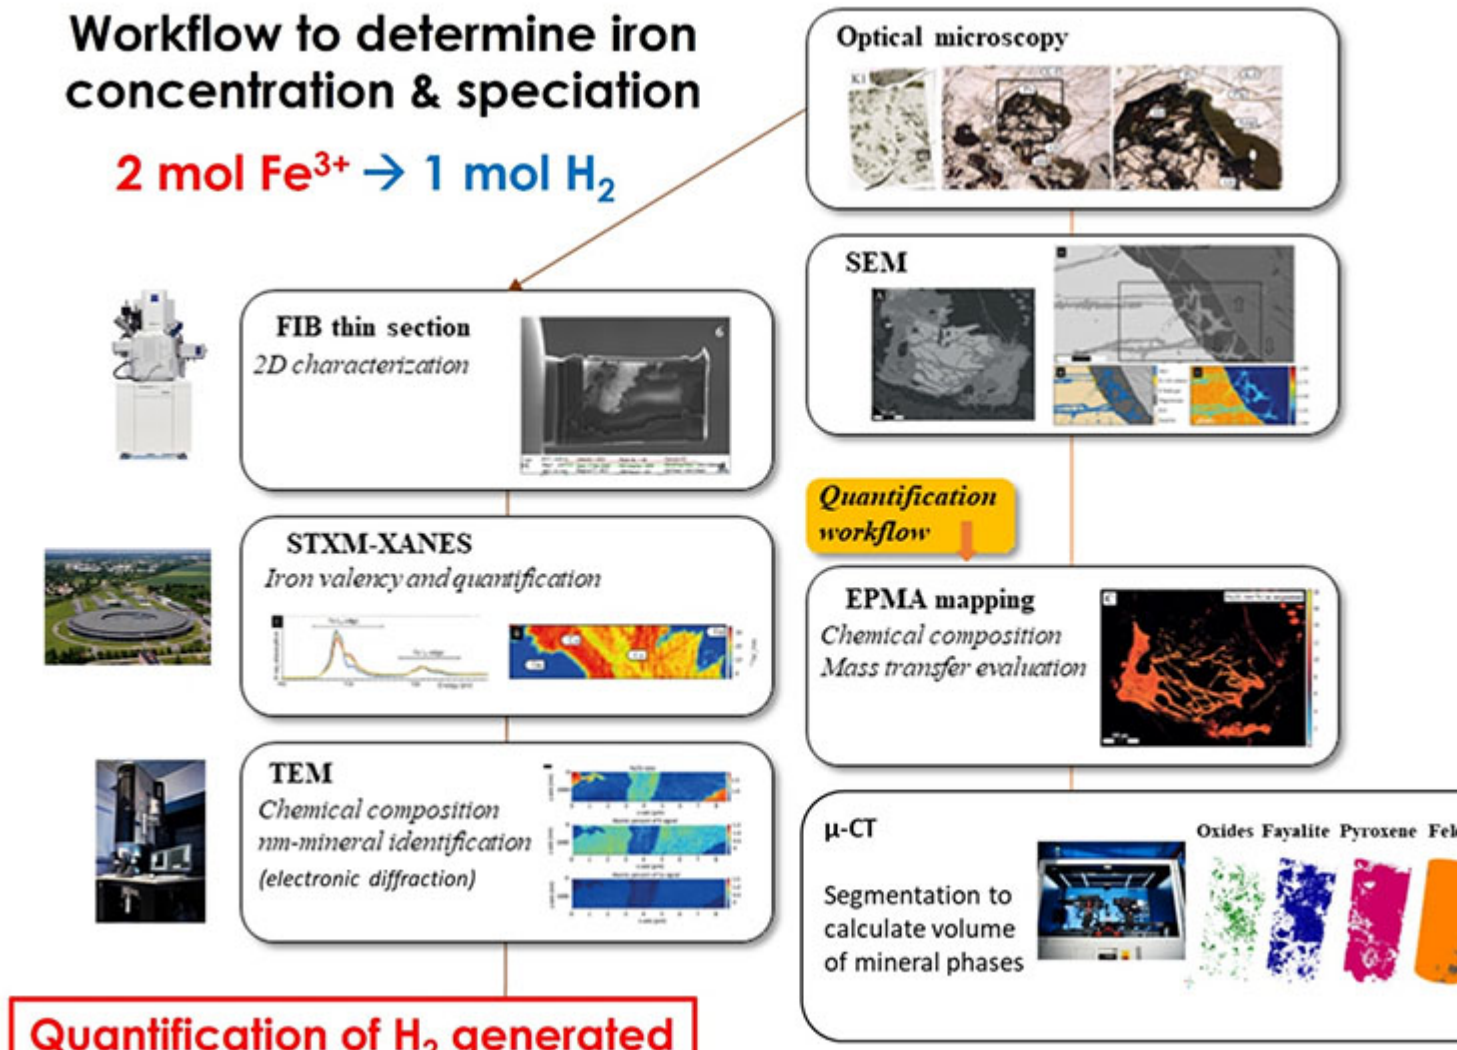 Workflow to determine iron
concentration & speciation
2 mol Fe³⁺ → 1 mol H₂
Optical microscopy
K1
SEM
A
FIB thin section
2D characterization
6
STXM-XANES
Iron valency and quantification
TEM
Chemical composition
nm-mineral identification
(electronic diffraction)
Quantification of H₂ generated
Quantification
workflow
EPMA mapping
Chemical composition
Mass transfer evaluation
C
μ-CT
Segmentation to
calculate volume
of mineral phases
Oxides Fayalite Pyroxene Fel